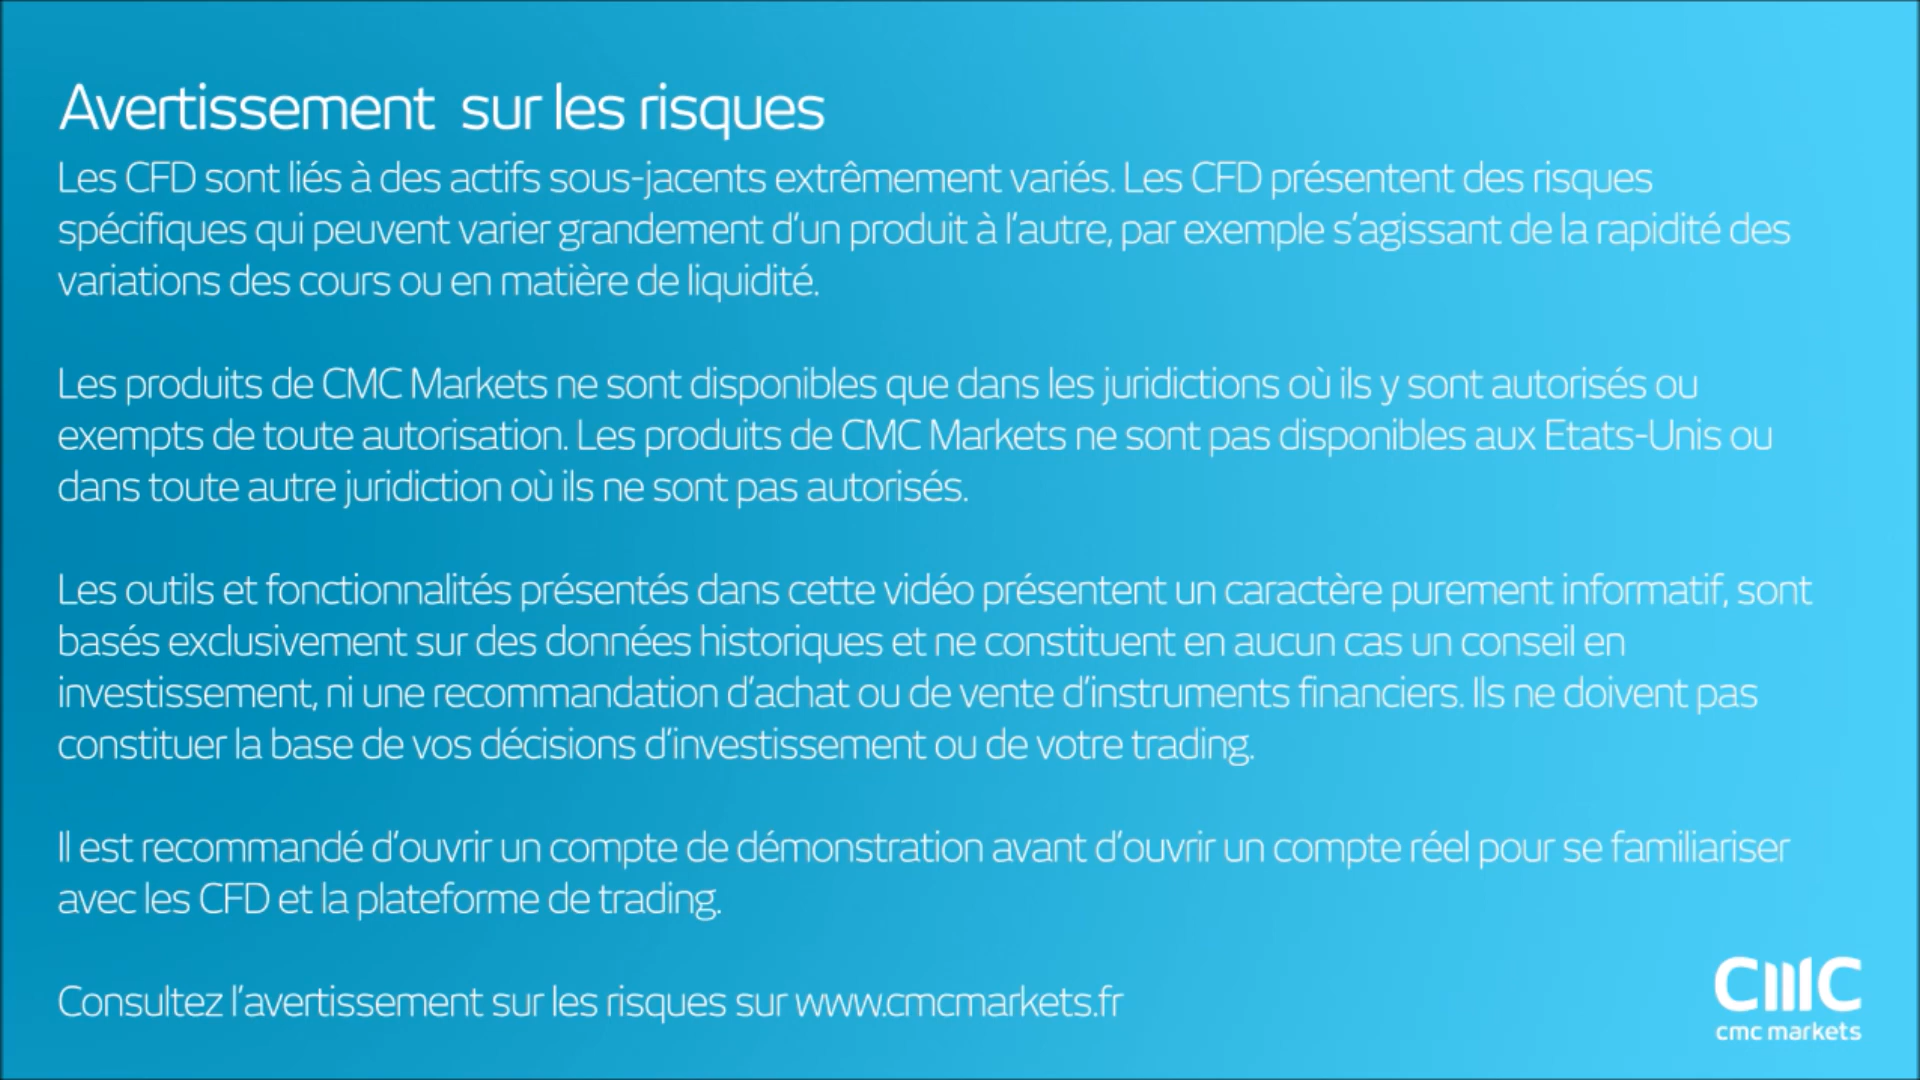 Avertissement sur les risques
Les CFD sont liés à des actifs sous-jacents extrêmement variés. Les CFD présentent des risques
spécifiques qui peuvent varier grandement d'un produit à l'autre, par exemple s'agissant de la rapidité des
variations des cours ou en matière de liquidité.
Les produits de CMC Markets ne sont disponibles que dans les juridictions où ils y sont autorisés ou
exempts de toute autorisation. Les produits de CMC Markets ne sont pas disponibles aux Etats-Unis ou
dans toute autre juridiction où ils ne sont pas autorisés.
Les outils et fonctionnalités présentés dans cette vidéo présentent un caractère purement informatif, sont
basés exclusivement sur des données historiques et ne constituent en aucun cas un conseil en
investissement, ni une recommandation d'achat ou de vente d'instruments financiers. Ils ne doivent pas
constituer la base de vos décisions d'investissement ou de votre trading.
Il est recommandé d'ouvrir un compte de démonstration avant d'ouvrir un compte réel pour se familiariser
avec les CFD et la plateforme de trading.
Consultez l'avertissement sur les risques sur www.cmcmarkets.fr
CMC
cmc markets